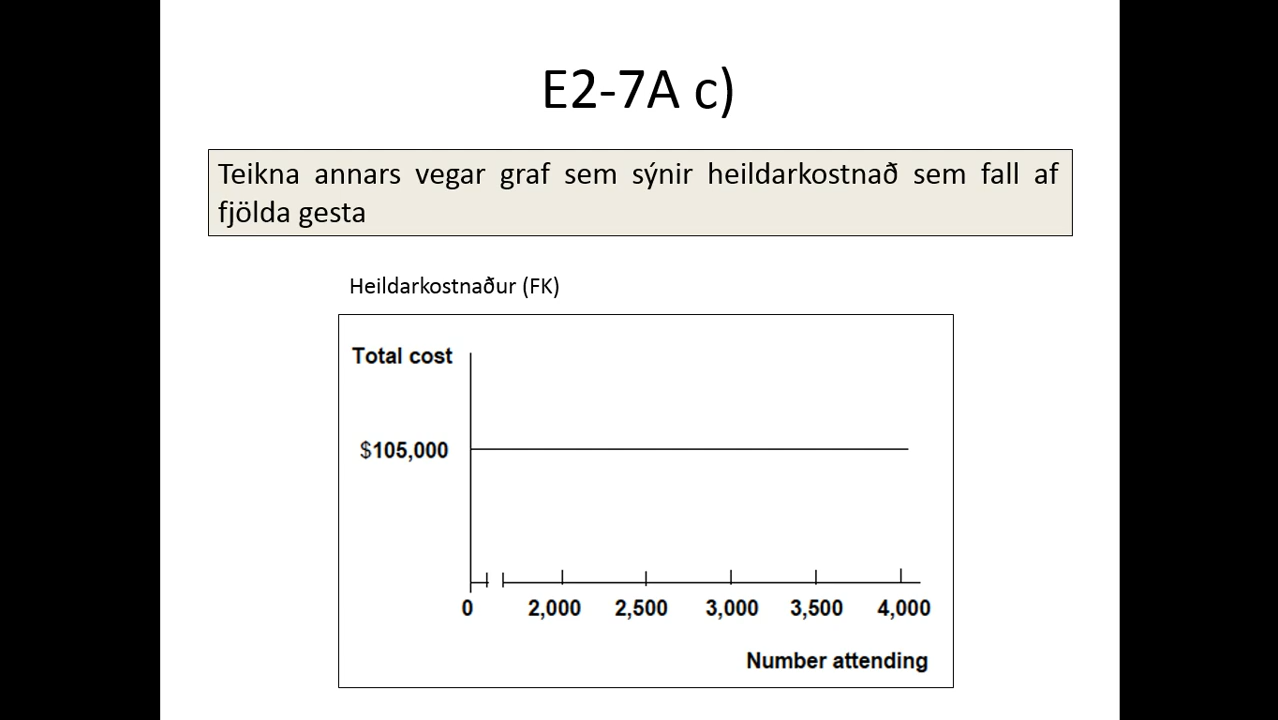 E2-7A c)
Teikna annars vegar graf sem sýnir heildarkostnað sem fall af
fjölda gesta
Heildarkostnaður (FK)
Total cost
$105,000
0 2,000 2,500 3,000 3,500 4,000
Number attending